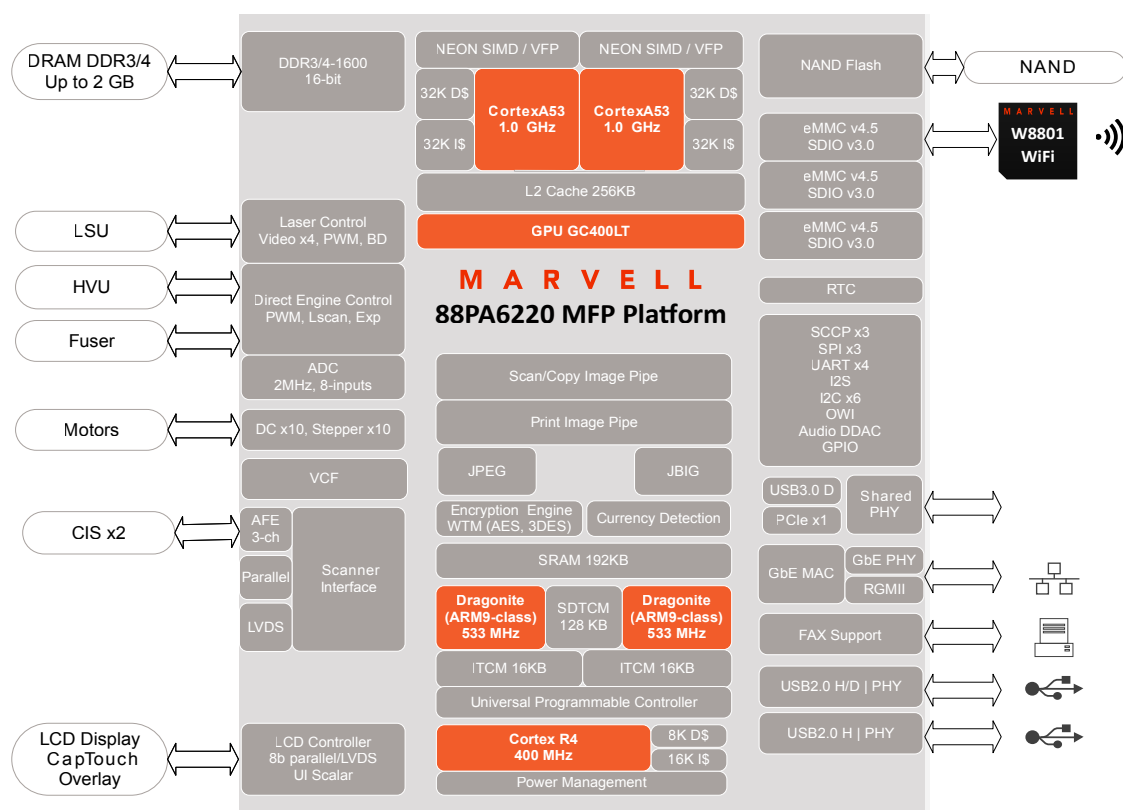 DRAM DDR3/4
Up to 2 GB
LSU
HVU
Fuser
Motors
CIS x2
LCD Display
CapTouch
Overlay
DDR3/4-1600
16-bit
Laser Control
Video x4, PWM, BD
Direct Engine Control
PWM, Lscan, Exp
ADC
2MHz, 8-inputs
DC x10, Stepper x10
VCF
AFE
3-ch
Parallel
LVDS
Scanner
Interface
LCD Controller
8b parallel/LVDS
UI Scalar
NEON SIMD / VFP
NEON SIMD / VFP
32K D$
32K I$
CortexA53
1.0 GHz
CortexA53
1.0 GHz
32K D$
32K I$
L2 Cache 256KB
GPU GC400LT
MARVELL
88PA6220 MFP Platform
Scan/Copy Image Pipe
Print Image Pipe
JPEG
JBIG
Encryption Engine
WTM (AES, 3DES)
Currency Detection
SRAM 192KB
Dragonite
(ARM9-class)
533 MHz
SDTCM
128 KB
Dragonite
(ARM9-class)
533 MHz
ITCM 16KB
ITCM 16KB
Universal Programmable Controller
Cortex R4
400 MHz
8K D$
16K I$
Power Management
NAND Flash
eMMC v4.5
SDIO v3.0
eMMC v4.5
SDIO v3.0
eMMC v4.5
SDIO v3.0
RTC
SCCP x3
SPI x3
UART x4
I2S
I2C x6
OWI
Audio DDAC
GPIO
USB3.0 D
PCIe x1
Shared
PHY
GbE MAC
GbE PHY
RGMII
FAX Support
USB2.0 H/D | PHY
USB2.0 H | PHY
NAND
MARVELL
W8801
WiFi